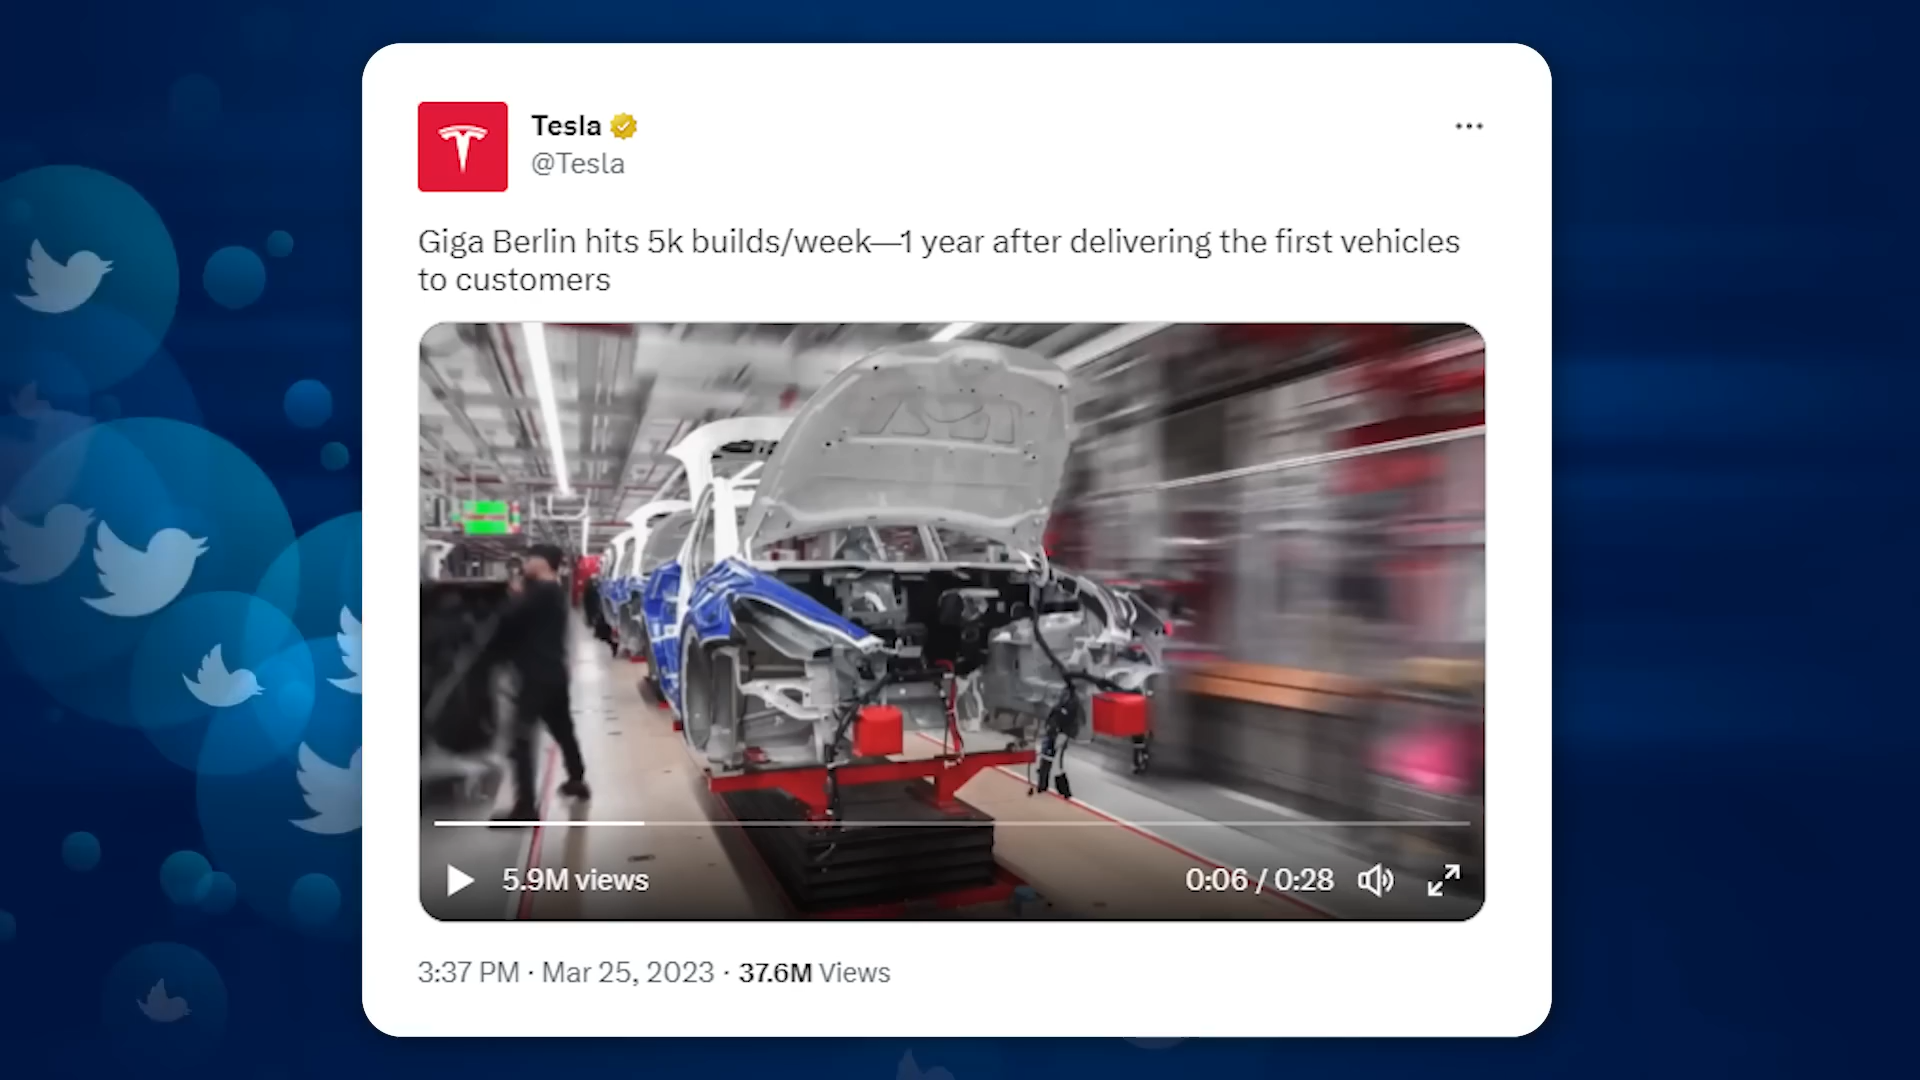 Tesla
@Tesla
Giga Berlin hits 5k builds/week—1 year after delivering the first vehicles
to customers
5.9M views
0:06 / 0:28
3:37 PM · Mar 25, 2023 · 37.6M Views